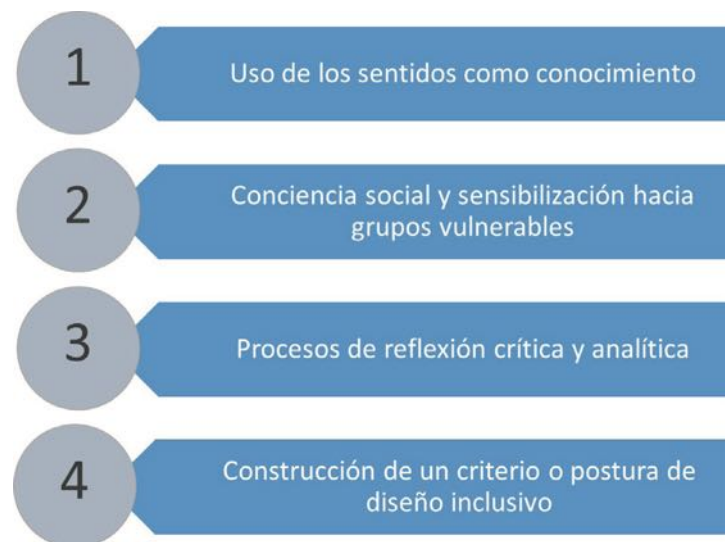 1
Uso de los sentidos como conocimiento
2
Conciencia social y sensibilización hacia
grupos vulnerables
3
Procesos de reflexión crítica y analítica
4
Construcción de un criterio o postura de
diseño inclusivo